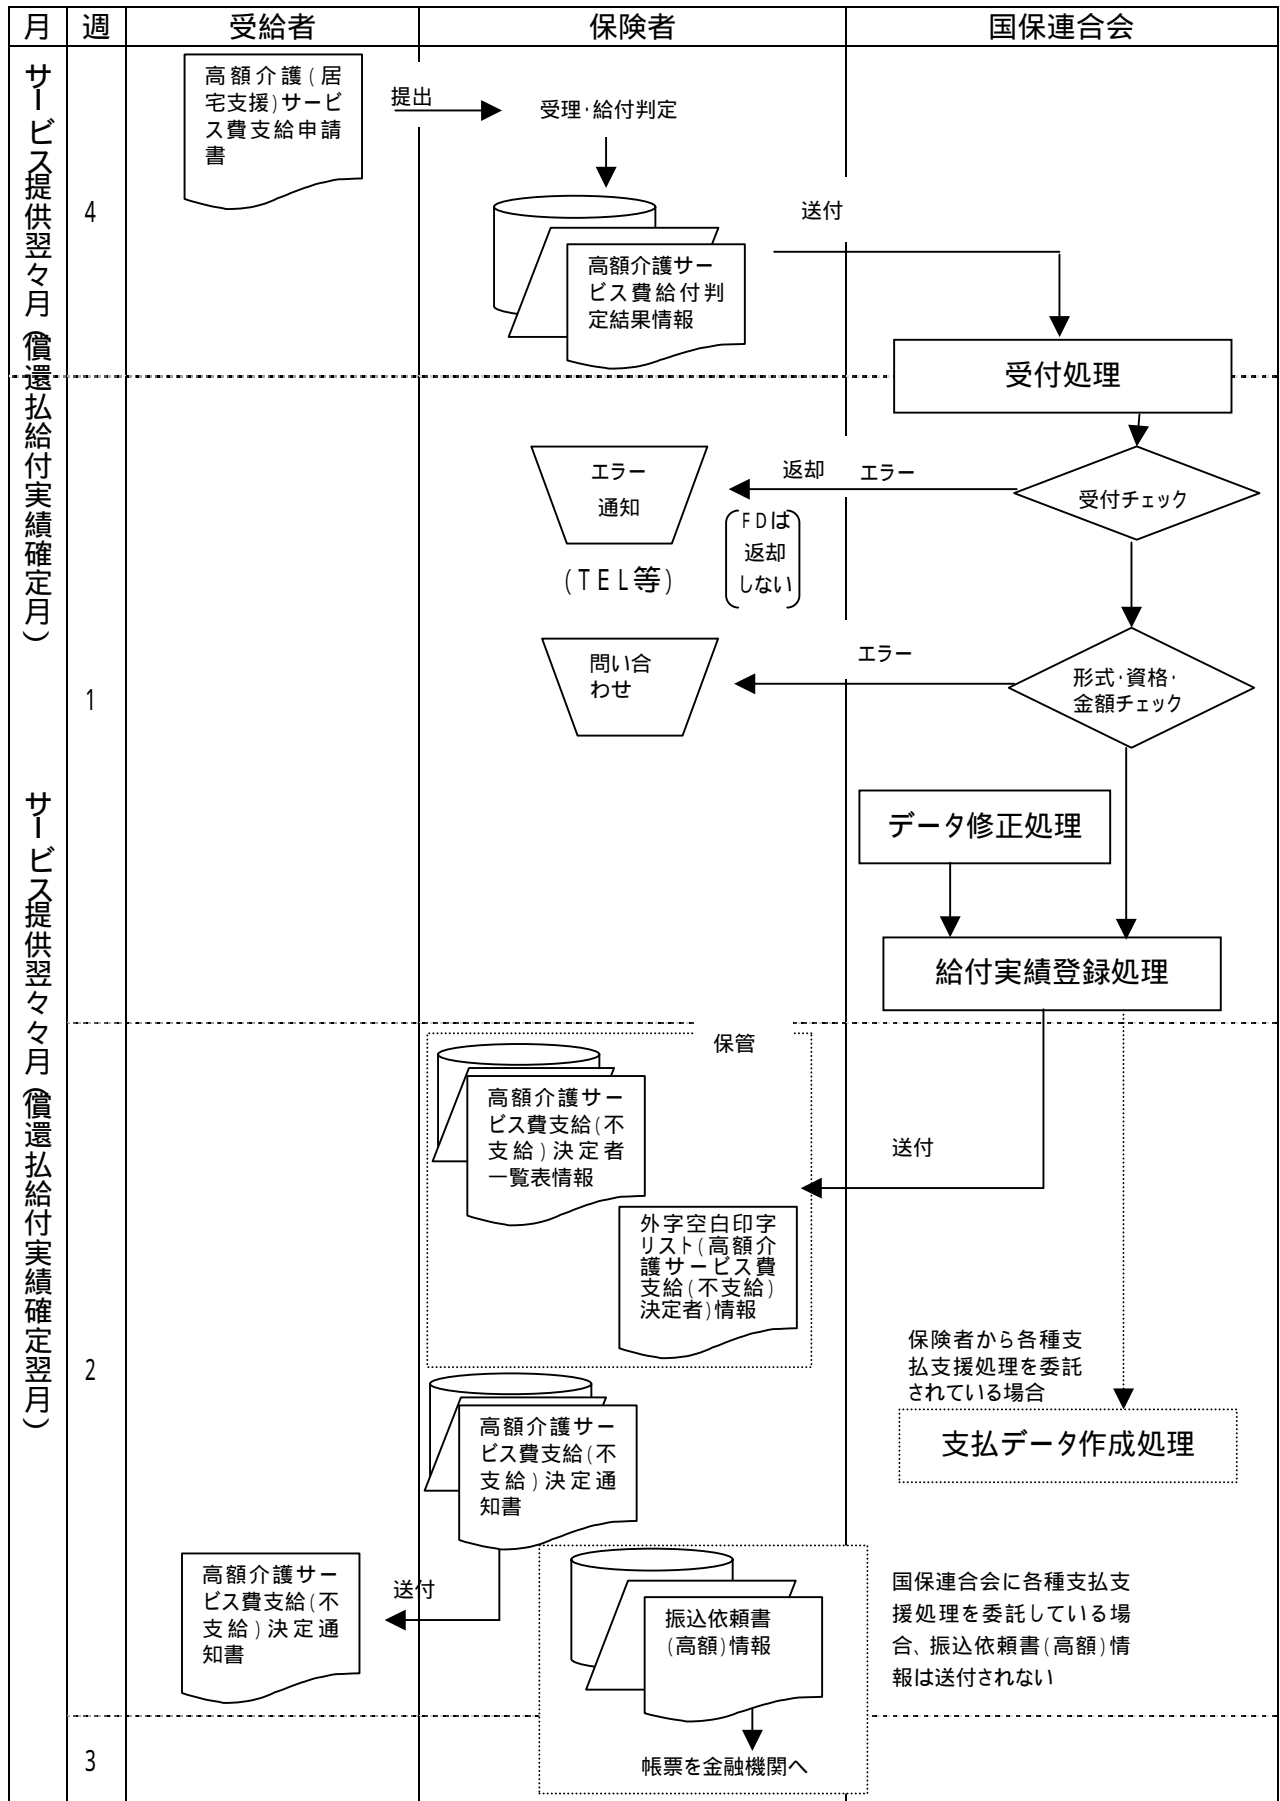 月
週
受給者
保険者
国保連合会
サービス提供翌々月(償還払給付実績確定月)
4
高額介護(居
宅支援)サービ
ス費支給申請
書
提出
受理・給付判定
高額介護サー
ビス費給付判
定結果情報
送付
受付処理
1
エラー
通知
(TEL等)
返却
エラー
FDは
返却
しない
受付チェック
問い合
わせ
エラー
形式・資格・
金額チェック
データ修正処理
給付実績登録処理
サービス提供翌々々月(償還払給付実績確定翌月)
2
保管
高額介護サー
ビス費支給(不
支給)決定者
一覧表情報
送付
外字空白印字
リスト(高額介
護サービス費
支給(不支給)
決定者)情報
保険者から各種支
払支援処理を委託
されている場合
支払データ作成処理
高額介護サー
ビス費支給(不
支給)決定通
知書
高額介護サー
ビス費支給(不
支給)決定通
知書
送付
振込依頼書
(高額)情報
国保連合会に各種支払支
援処理を委託している場
合、振込依頼書(高額)情
報は送付されない
3
帳票を金融機関へ